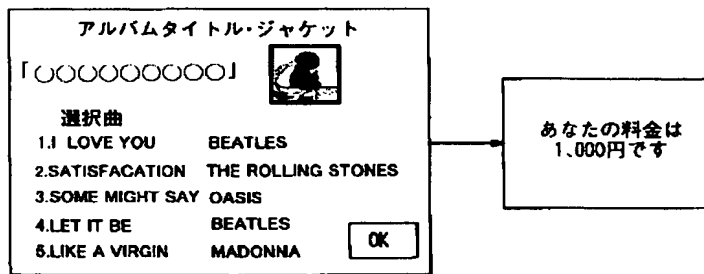 アルバムタイトル・ジャケット
「○○○○○○○○○」
選択曲
1.I LOVE YOU BEATLES
2.SATISFACATION THE ROLLING STONES
3.SOME MIGHT SAY OASIS
4.LET IT BE BEATLES
5.LIKE A VIRGIN MADONNA
OK
あなたの料金は
1､000円です